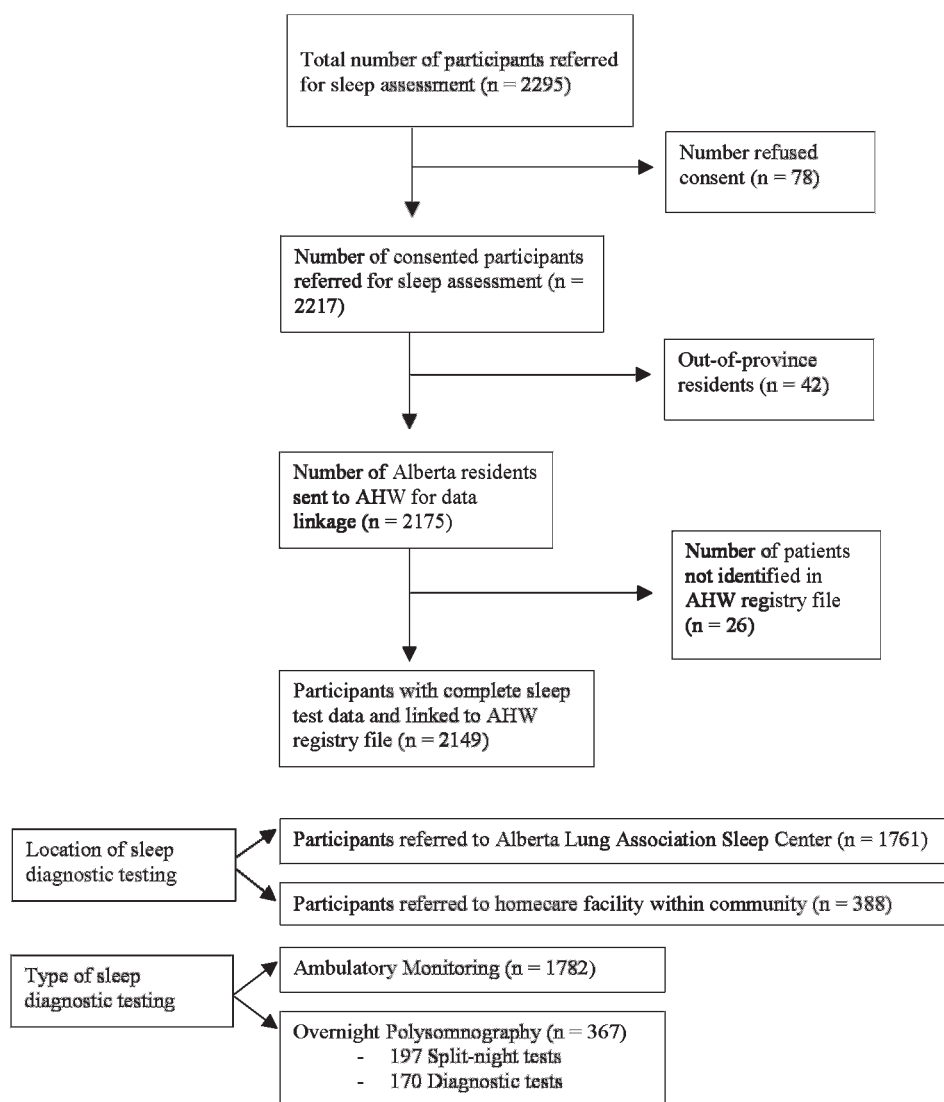 Total number of participants referred
for sleep assessment (n = 2295)
Number refused
consent (n = 78)
Number of consented participants
referred for sleep assessment (n =
2217)
Out-of-province
residents (n = 42)
Number of Alberta residents
sent to AHW for data
linkage (n = 2175)
Number of patients
not identified in
AHW registry file
(n = 26)
Participants with complete sleep
test data and linked to AHW
registry file (n = 2149)
Location of sleep
diagnostic testing
Participants referred to Alberta Lung Association Sleep Center (n = 1761)
Participants referred to homecare facility within community (n = 388)
Type of sleep
diagnostic testing
Ambulatory Monitoring (n = 1782)
Overnight Polysomnography (n = 367)
- 197 Split-night tests
- 170 Diagnostic tests